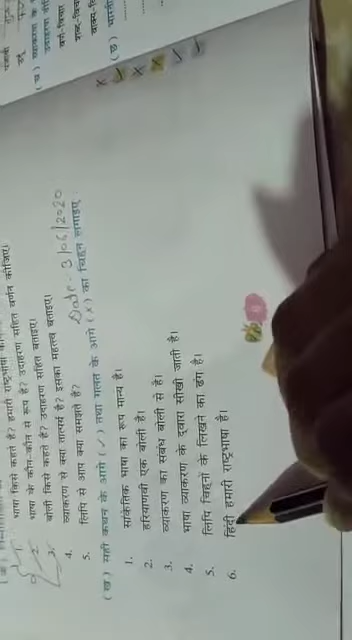 भाषा किसे कहते हैं? हमारी राष्ट्रभाषा
भाषा के कौन-कौन से रूप हैं? उदाहरण सहित वर्णन कीजिए।
बोली किसे कहते हैं? उदाहरण सहित बताइए।
4. व्याकरण से क्या तात्पर्य है? इसका महत्त्व बताइए।
5. लिपि से आप क्या समझते हैं?
Date - 3/06/2020
(ख) सही कथन के आगे (✓) तथा गलत के आगे (x) का चिह्न लगाइए
1. सांकेतिक भाषा का रूप मान्य है। x
2. हरियाणवी एक बोली है। ✓
3. व्याकरण का संबंध बोली से है। x
4. भाषा व्याकरण के द्वारा सीखी जाती है। x
5. लिपि चिह्नों के लिखने का ढंग है। ✓
6. हिंदी हमारी राष्ट्रभाषा है। ✓